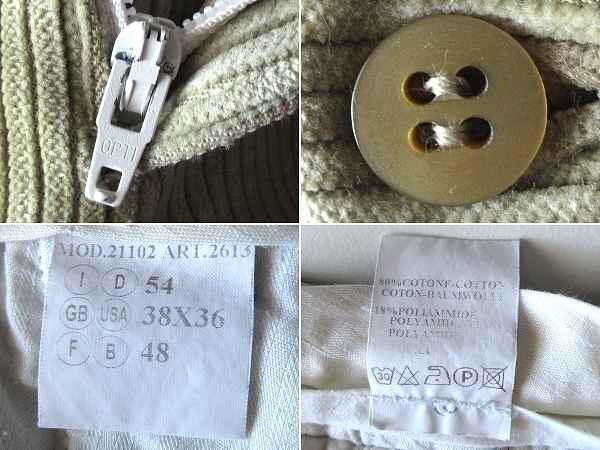 OPTI
MOD.21102 ART.2613
I D 54
GB USA 38X36
F B 48
80%COTONE-COTTON
COTON-BAUMWOLLE
18%POLIAMMIDE
POLYAMIDE
POLYAMID
30 P